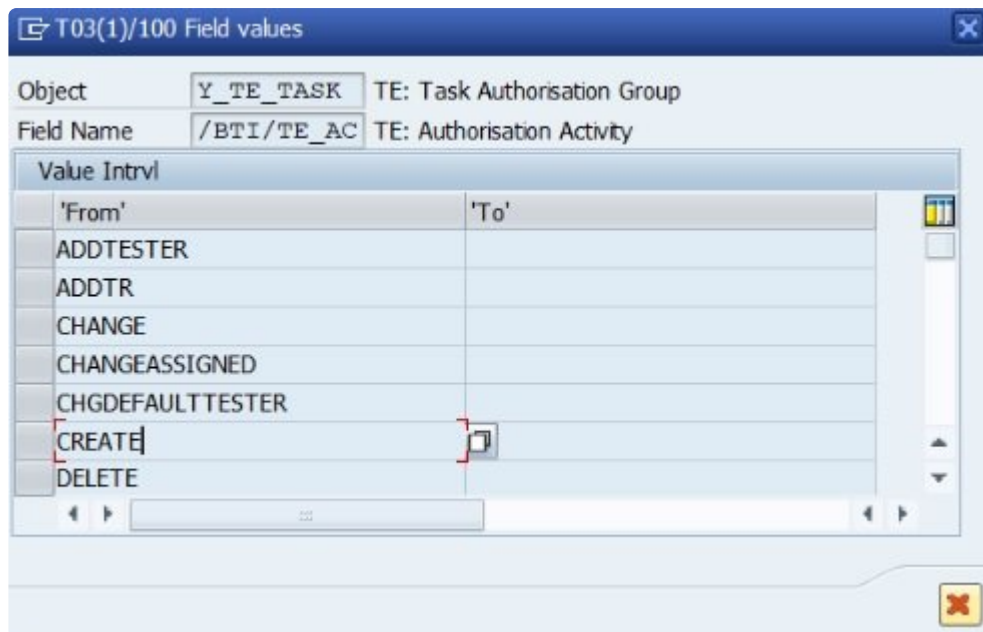 T03(1)/100 Field values
Object Y_TE_TASK TE: Task Authorisation Group
Field Name /BTI/TE_AC TE: Authorisation Activity
Value Intrvl
'From' 'To'
ADDTESTER
ADDTR
CHANGE
CHANGEASSIGNED
CHGDEFAULTTESTER
CREATE
DELETE